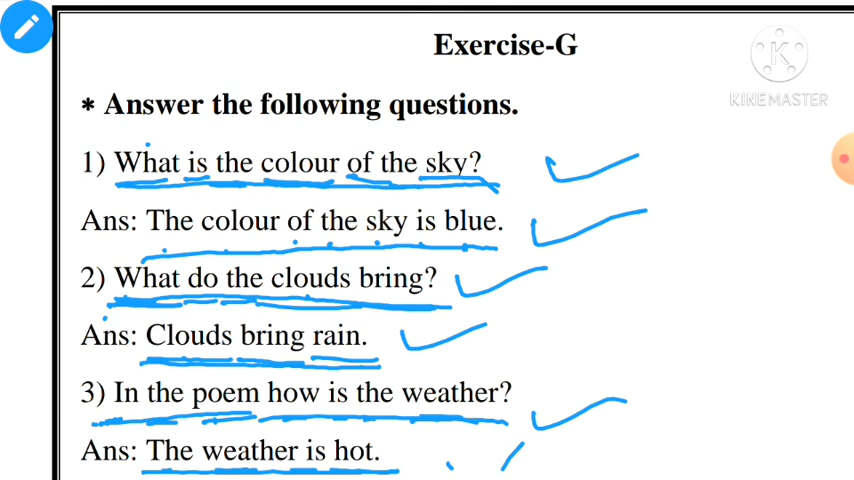 Exercise-G
KINEMASTER
* Answer the following questions.
1) What is the colour of the sky?
Ans: The colour of the sky is blue.
2) What do the clouds bring?
Ans: Clouds bring rain.
3) In the poem how is the weather?
Ans: The weather is hot.